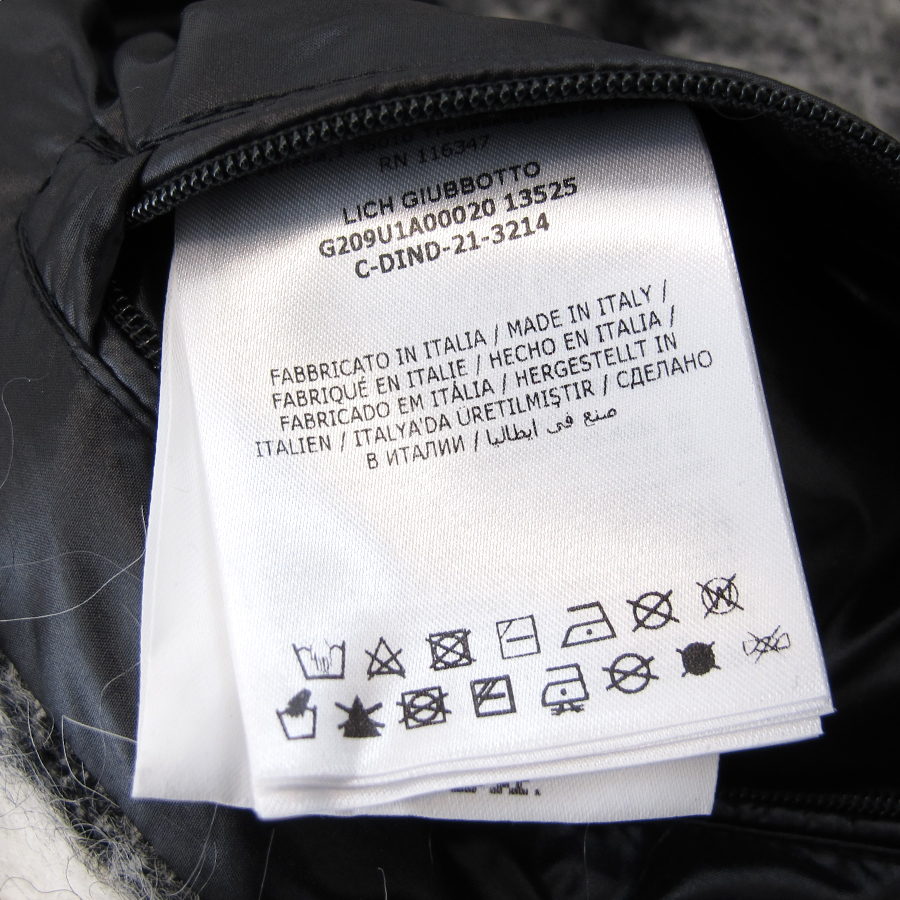 RN 116347
LICH GIUBBOTTO
G209U1A00020 13525
C-DIND-21-3214
FABBRICATO IN ITALIA / MADE IN ITALY /
FABRIQUÉ EN ITALIE / HECHO EN ITALIA /
FABRICADO EM ITÁLIA / HERGESTELLT IN
ITALIEN / ITALYA'DA ÜRETILMIŞTIR / СДЕЛАНО
В ИТАЛИИ / صنع في ايطاليا
W